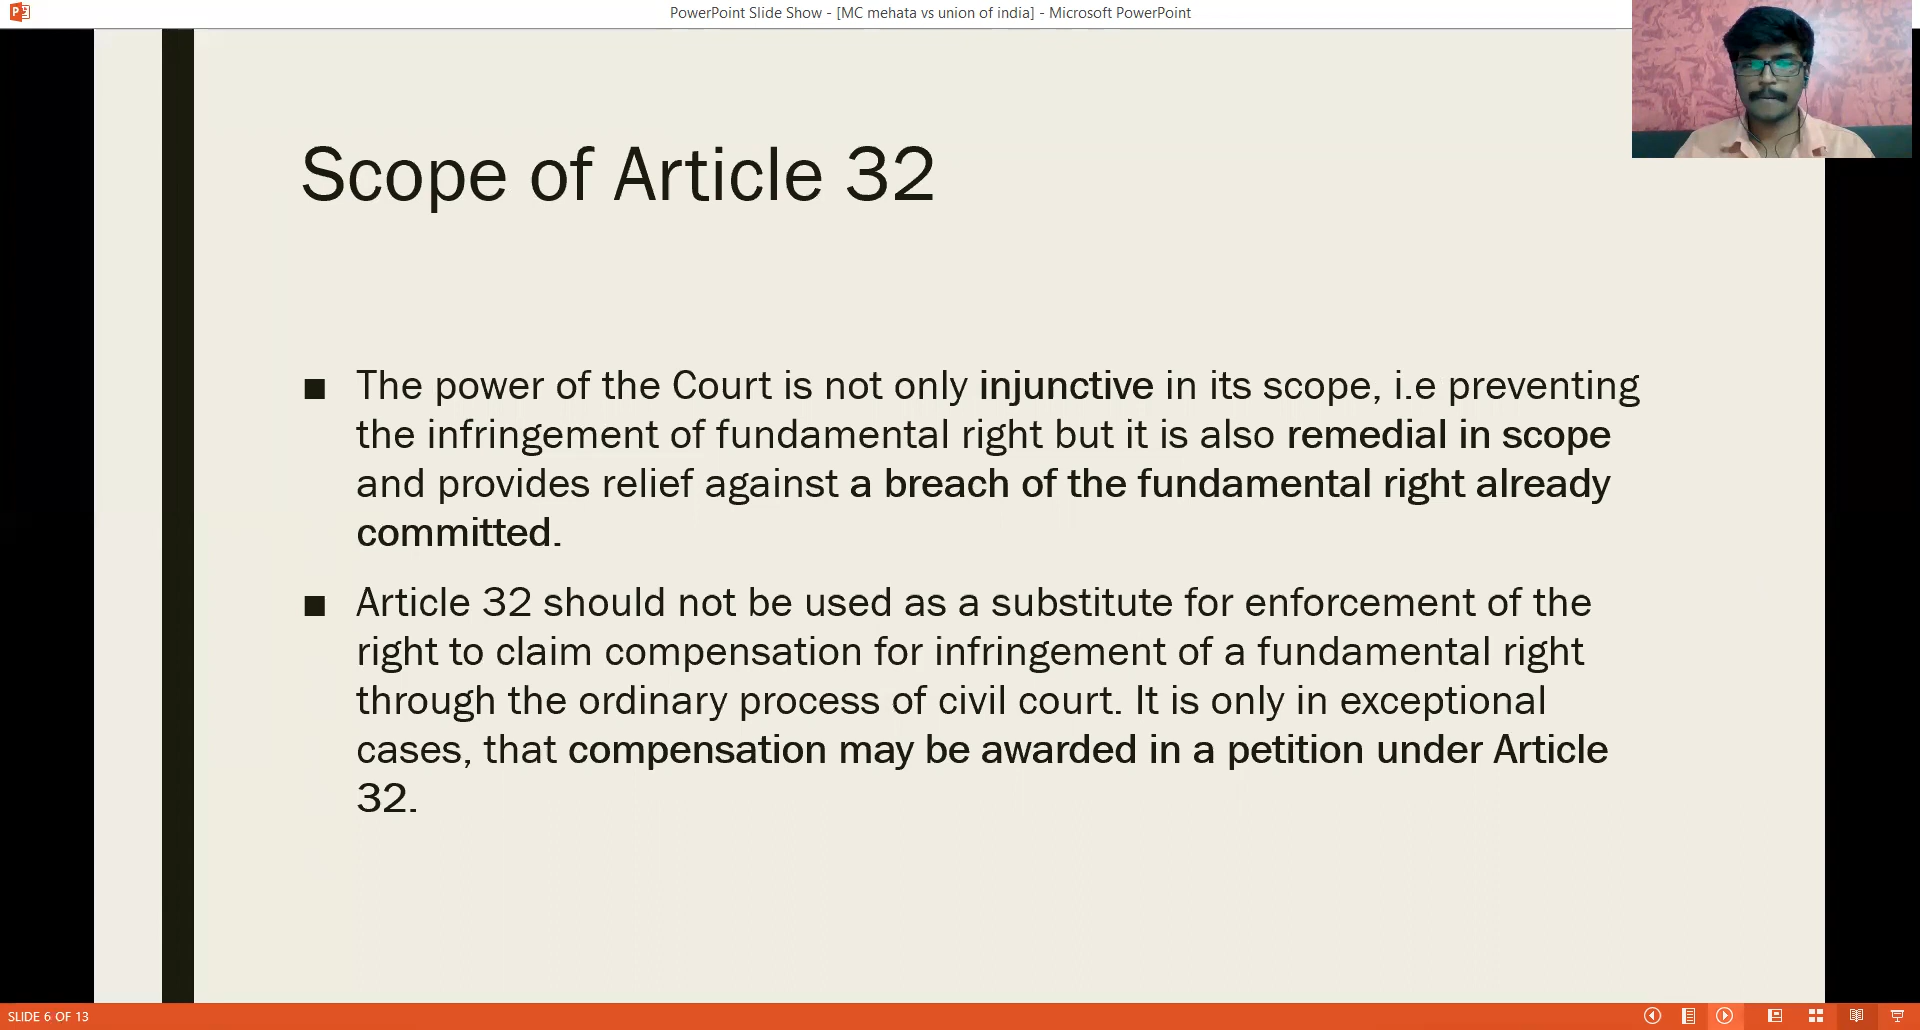 PowerPoint Slide Show - [MC mehata vs union of india] - Microsoft PowerPoint
Scope of Article 32
■ The power of the Court is not only injunctive in its scope, i.e preventing
the infringement of fundamental right but it is also remedial in scope
and provides relief against a breach of the fundamental right already
committed.
■ Article 32 should not be used as a substitute for enforcement of the
right to claim compensation for infringement of a fundamental right
through the ordinary process of civil court. It is only in exceptional
cases, that compensation may be awarded in a petition under Article
32.
SLIDE 6 OF 13